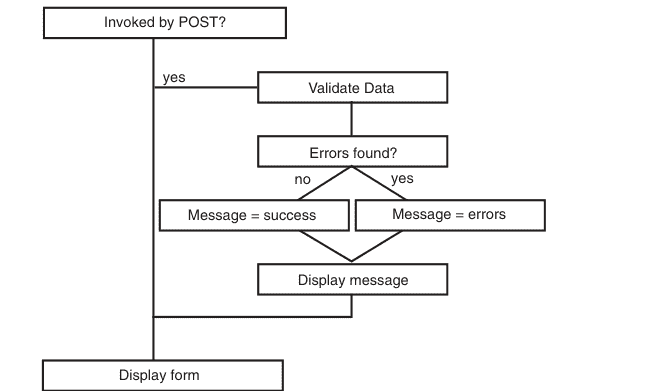 Invoked by POST?
yes
Validate Data
Errors found?
no
yes
Message = success
Message = errors
Display message
Display form